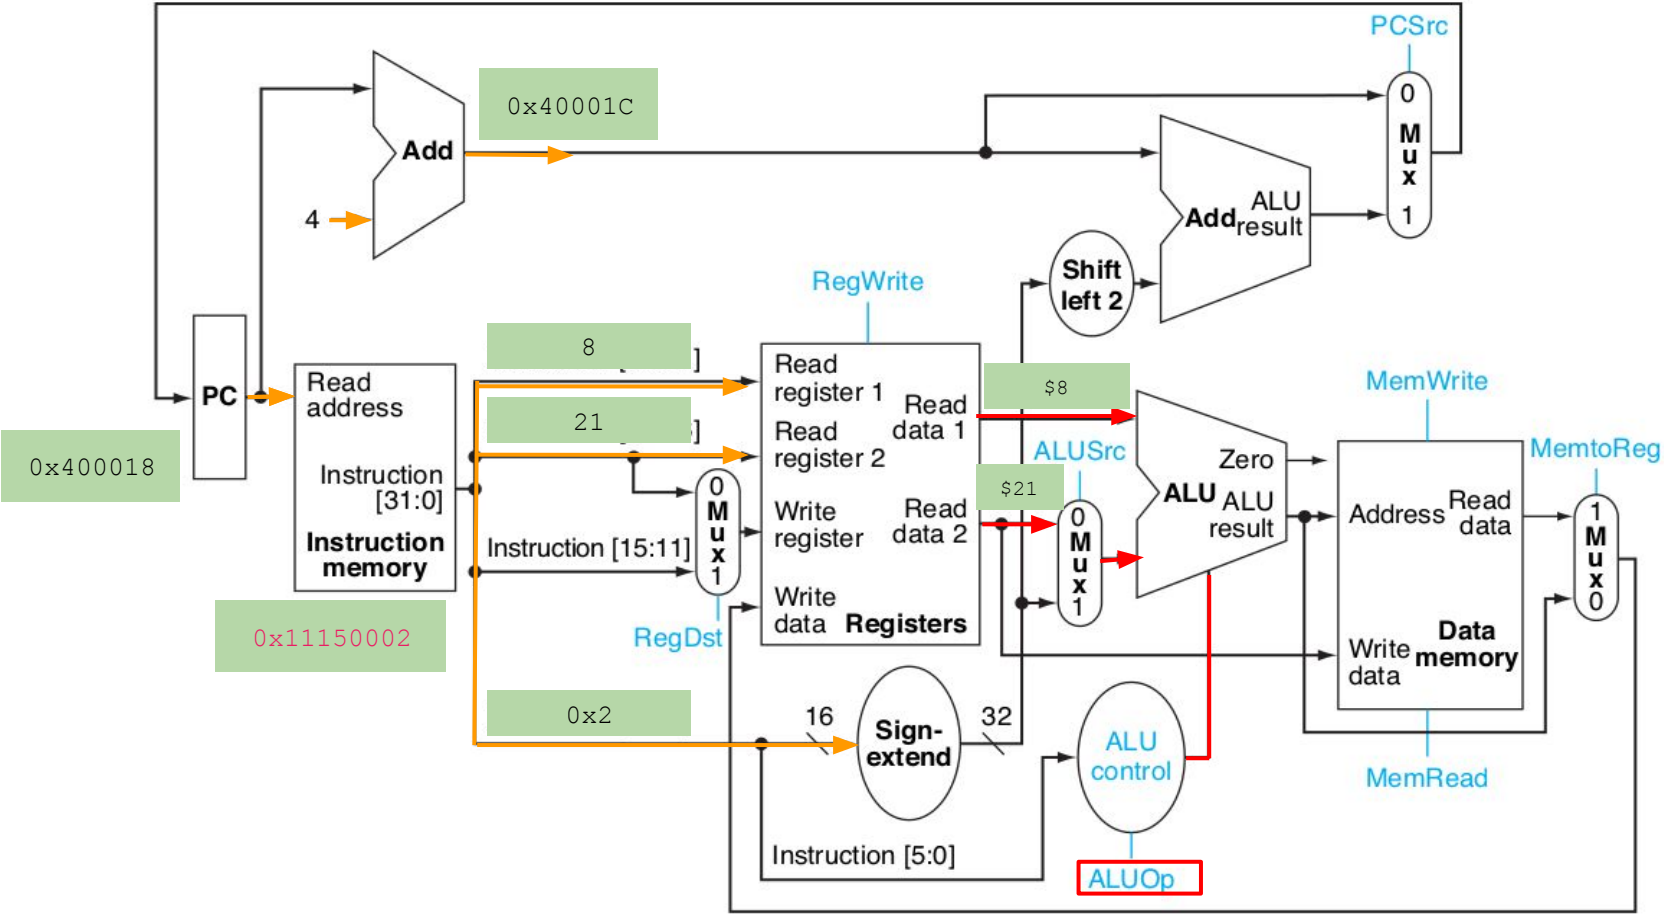 PCSrc
0x40001C
0
Mux
1
Add
4
Add
ALU
result
Shift
left 2
RegWrite
PC
0x400018
Read
address
Instruction
[31:0]
Instruction
memory
0x11150002
8
]
21
]
Instruction [15:11]
0
Mux
1
RegDst
0x2
16
Sign-
extend
32
Instruction [5:0]
Read
register 1
Read
register 2
Write
register
Write
data
Registers
Read
data 1
Read
data 2
$8
$21
ALUSrc
0
Mux
1
Zero
ALU
ALU
result
ALU
control
ALUOp
MemWrite
Address
Read
data
Write
data
Data
memory
MemRead
MemtoReg
1
Mux
0